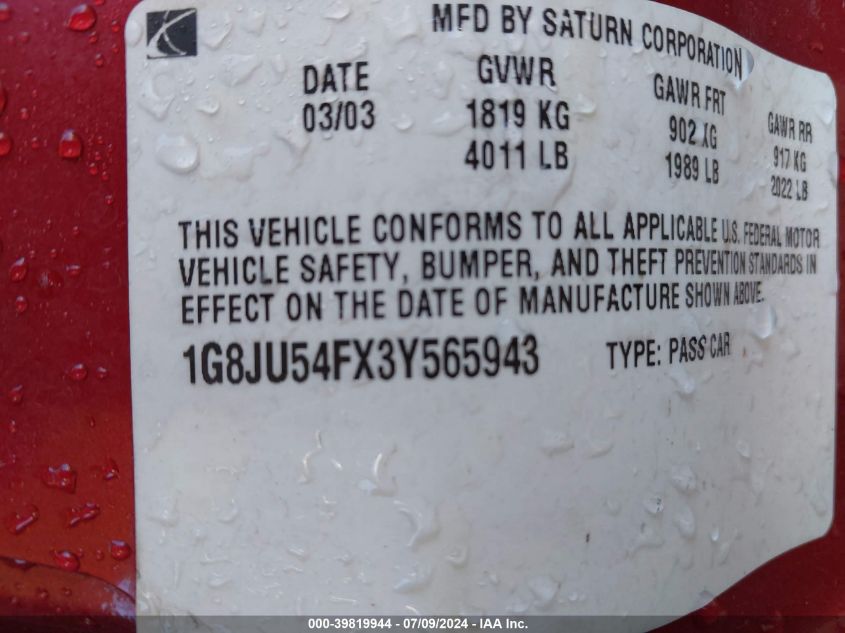 MFD BY SATURN CORPORATION
DATE GVWR GAWR FRT GAWR RR
03/03 1819 KG 902 KG 917 KG
4011 LB 1989 LB 2022 LB
THIS VEHICLE CONFORMS TO ALL APPLICABLE U.S. FEDERAL MOTOR
VEHICLE SAFETY, BUMPER, AND THEFT PREVENTION STANDARDS IN
EFFECT ON THE DATE OF MANUFACTURE SHOWN ABOVE.
1G8JU54FX3Y565943 TYPE: PASS CAR
000-39819944 / 07/09/2024 - IAA Inc.